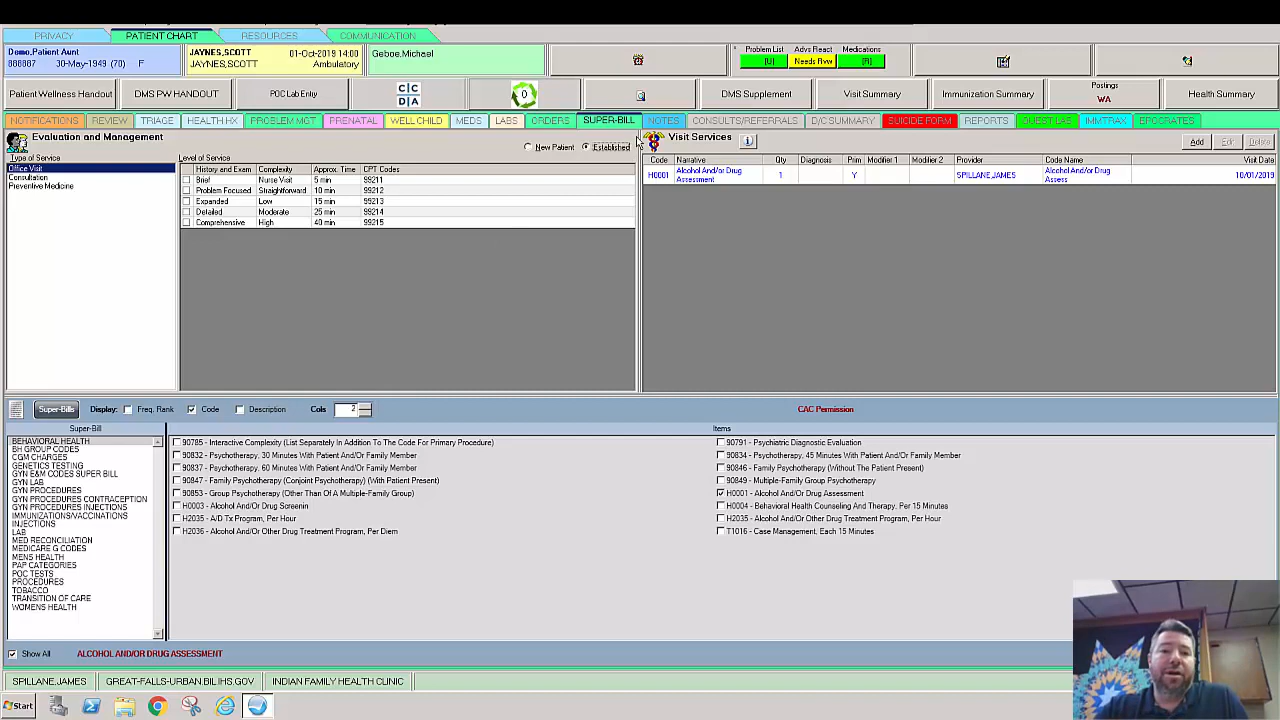 PRIVACY PATIENT CHART RESOURCES COMMUNICATION
Demo,Patient Aunt
888887 30-May-1949 (70) F
JAYNES,SCOTT 01-Oct-2019 14:00
JAYNES,SCOTT Ambulatory
Geboe,Michael
Problem List Advs React Medications
Needs Rvw
Patient Wellness Handout DMS PW HANDOUT POC Lab Entry C C D A 0 DMS Supplement Visit Summary Immunization Summary Postings WA Health Summary
NOTIFICATIONS REVIEW TRIAGE HEALTH HX PROBLEM MGT PRENATAL WELL CHILD MEDS LABS ORDERS SUPER-BILL NOTES CONSULTS/REFERRALS D/C SUMMARY SUICIDE FORM REPORTS QUEST LAB IMMTRAX EPOCRATES
Evaluation and Management
New Patient Established
Type of Service
Office Visit
Consultation
Preventive Medicine
Level of Service
History and Exam Complexity Approx. Time CPT Codes
Brief Nurse Visit 5 min 99211
Problem Focused Straightforward 10 min 99212
Expanded Low 15 min 99213
Detailed Moderate 25 min 99214
Comprehensive High 40 min 99215
Visit Services i Add Edit Delete
Code Narrative Qty Diagnosis Prim Modifier 1 Modifier 2 Provider Code Name Visit Date
H0001 Alcohol And/or Drug Assessment 1 Y SPILLANE,JAMES Alcohol And/or Drug Assess 10/01/2019
Super-Bills Display: Freq. Rank Code Description Cols 2 CAC Permission
Super-Bill
BEHAVIORAL HEALTH
BH GROUP CODES
CGM CHARGES
GENETICS TESTING
GYN E&M CODES SUPER BILL
GYN LAB
GYN PROCEDURES
GYN PROCEDURES CONTRACEPTION
GYN PROCEDURES INJECTIONS
IMMUNIZATIONS/VACCINATIONS
INJECTIONS
LAB
MED RECONCILIATION
MEDICARE G CODES
MENS HEALTH
PAP CATEGORIES
POC TESTS
PROCEDURES
TOBACCO
TRANSITION OF CARE
WOMENS HEALTH
Items
90785 - Interactive Complexity (List Separately In Addition To The Code For Primary Procedure)
90832 - Psychotherapy, 30 Minutes With Patient And/Or Family Member
90837 - Psychotherapy, 60 Minutes With Patient And/Or Family Member
90847 - Family Psychotherapy (Conjoint Psychotherapy) (With Patient Present)
90853 - Group Psychotherapy (Other Than Of A Multiple-Family Group)
H0003 - Alcohol And/Or Drug Screenin
H2035 - A/D Tx Program, Per Hour
H2036 - Alcohol And/Or Other Drug Treatment Program, Per Diem
90791 - Psychiatric Diagnostic Evaluation
90834 - Psychotherapy, 45 Minutes With Patient And/Or Family Member
90846 - Family Psychotherapy (Without The Patient Present)
90849 - Multiple-Family Group Psychotherapy
H0001 - Alcohol And/Or Drug Assessment
H0004 - Behavioral Health Counseling And Therapy, Per 15 Minutes
H2035 - Alcohol And/Or Other Drug Treatment Program, Per Hour
T1016 - Case Management, Each 15 Minutes
Show All ALCOHOL AND/OR DRUG ASSESSMENT
SPILLANE,JAMES GREAT-FALLS-URBAN.BIL.IHS.GOV INDIAN FAMILY HEALTH CLINIC
Start